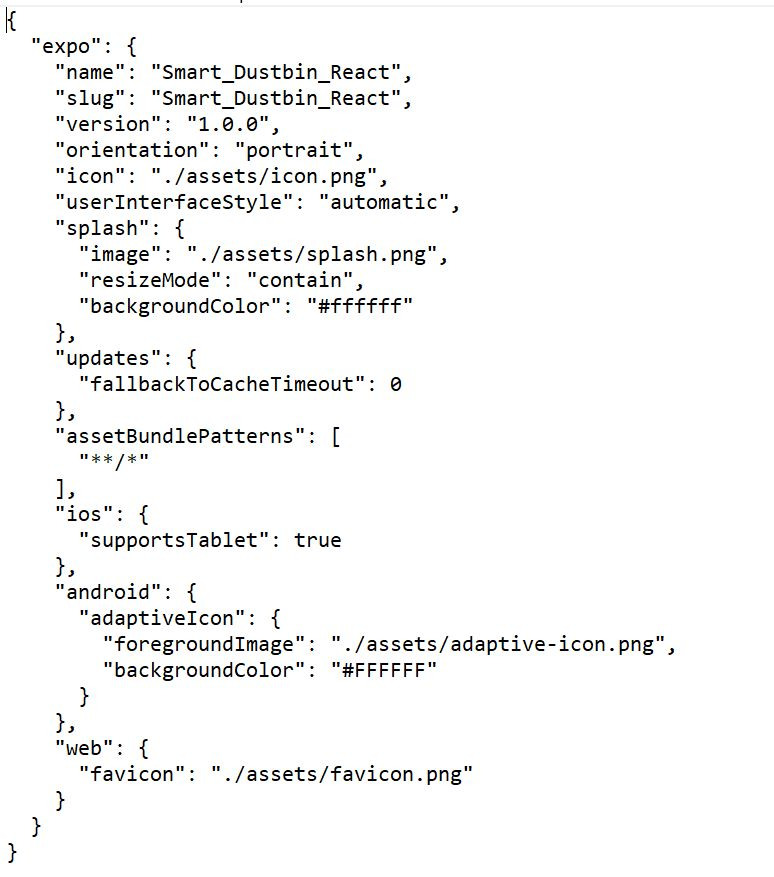 {
  "expo": {
    "name": "Smart_Dustbin_React",
    "slug": "Smart_Dustbin_React",
    "version": "1.0.0",
    "orientation": "portrait",
    "icon": "./assets/icon.png",
    "userInterfaceStyle": "automatic",
    "splash": {
      "image": "./assets/splash.png",
      "resizeMode": "contain",
      "backgroundColor": "#ffffff"
    },
    "updates": {
      "fallbackToCacheTimeout": 0
    },
    "assetBundlePatterns": [
      "**/*"
    ],
    "ios": {
      "supportsTablet": true
    },
    "android": {
      "adaptiveIcon": {
        "foregroundImage": "./assets/adaptive-icon.png",
        "backgroundColor": "#FFFFFF"
      }
    },
    "web": {
      "favicon": "./assets/favicon.png"
    }
  }
}